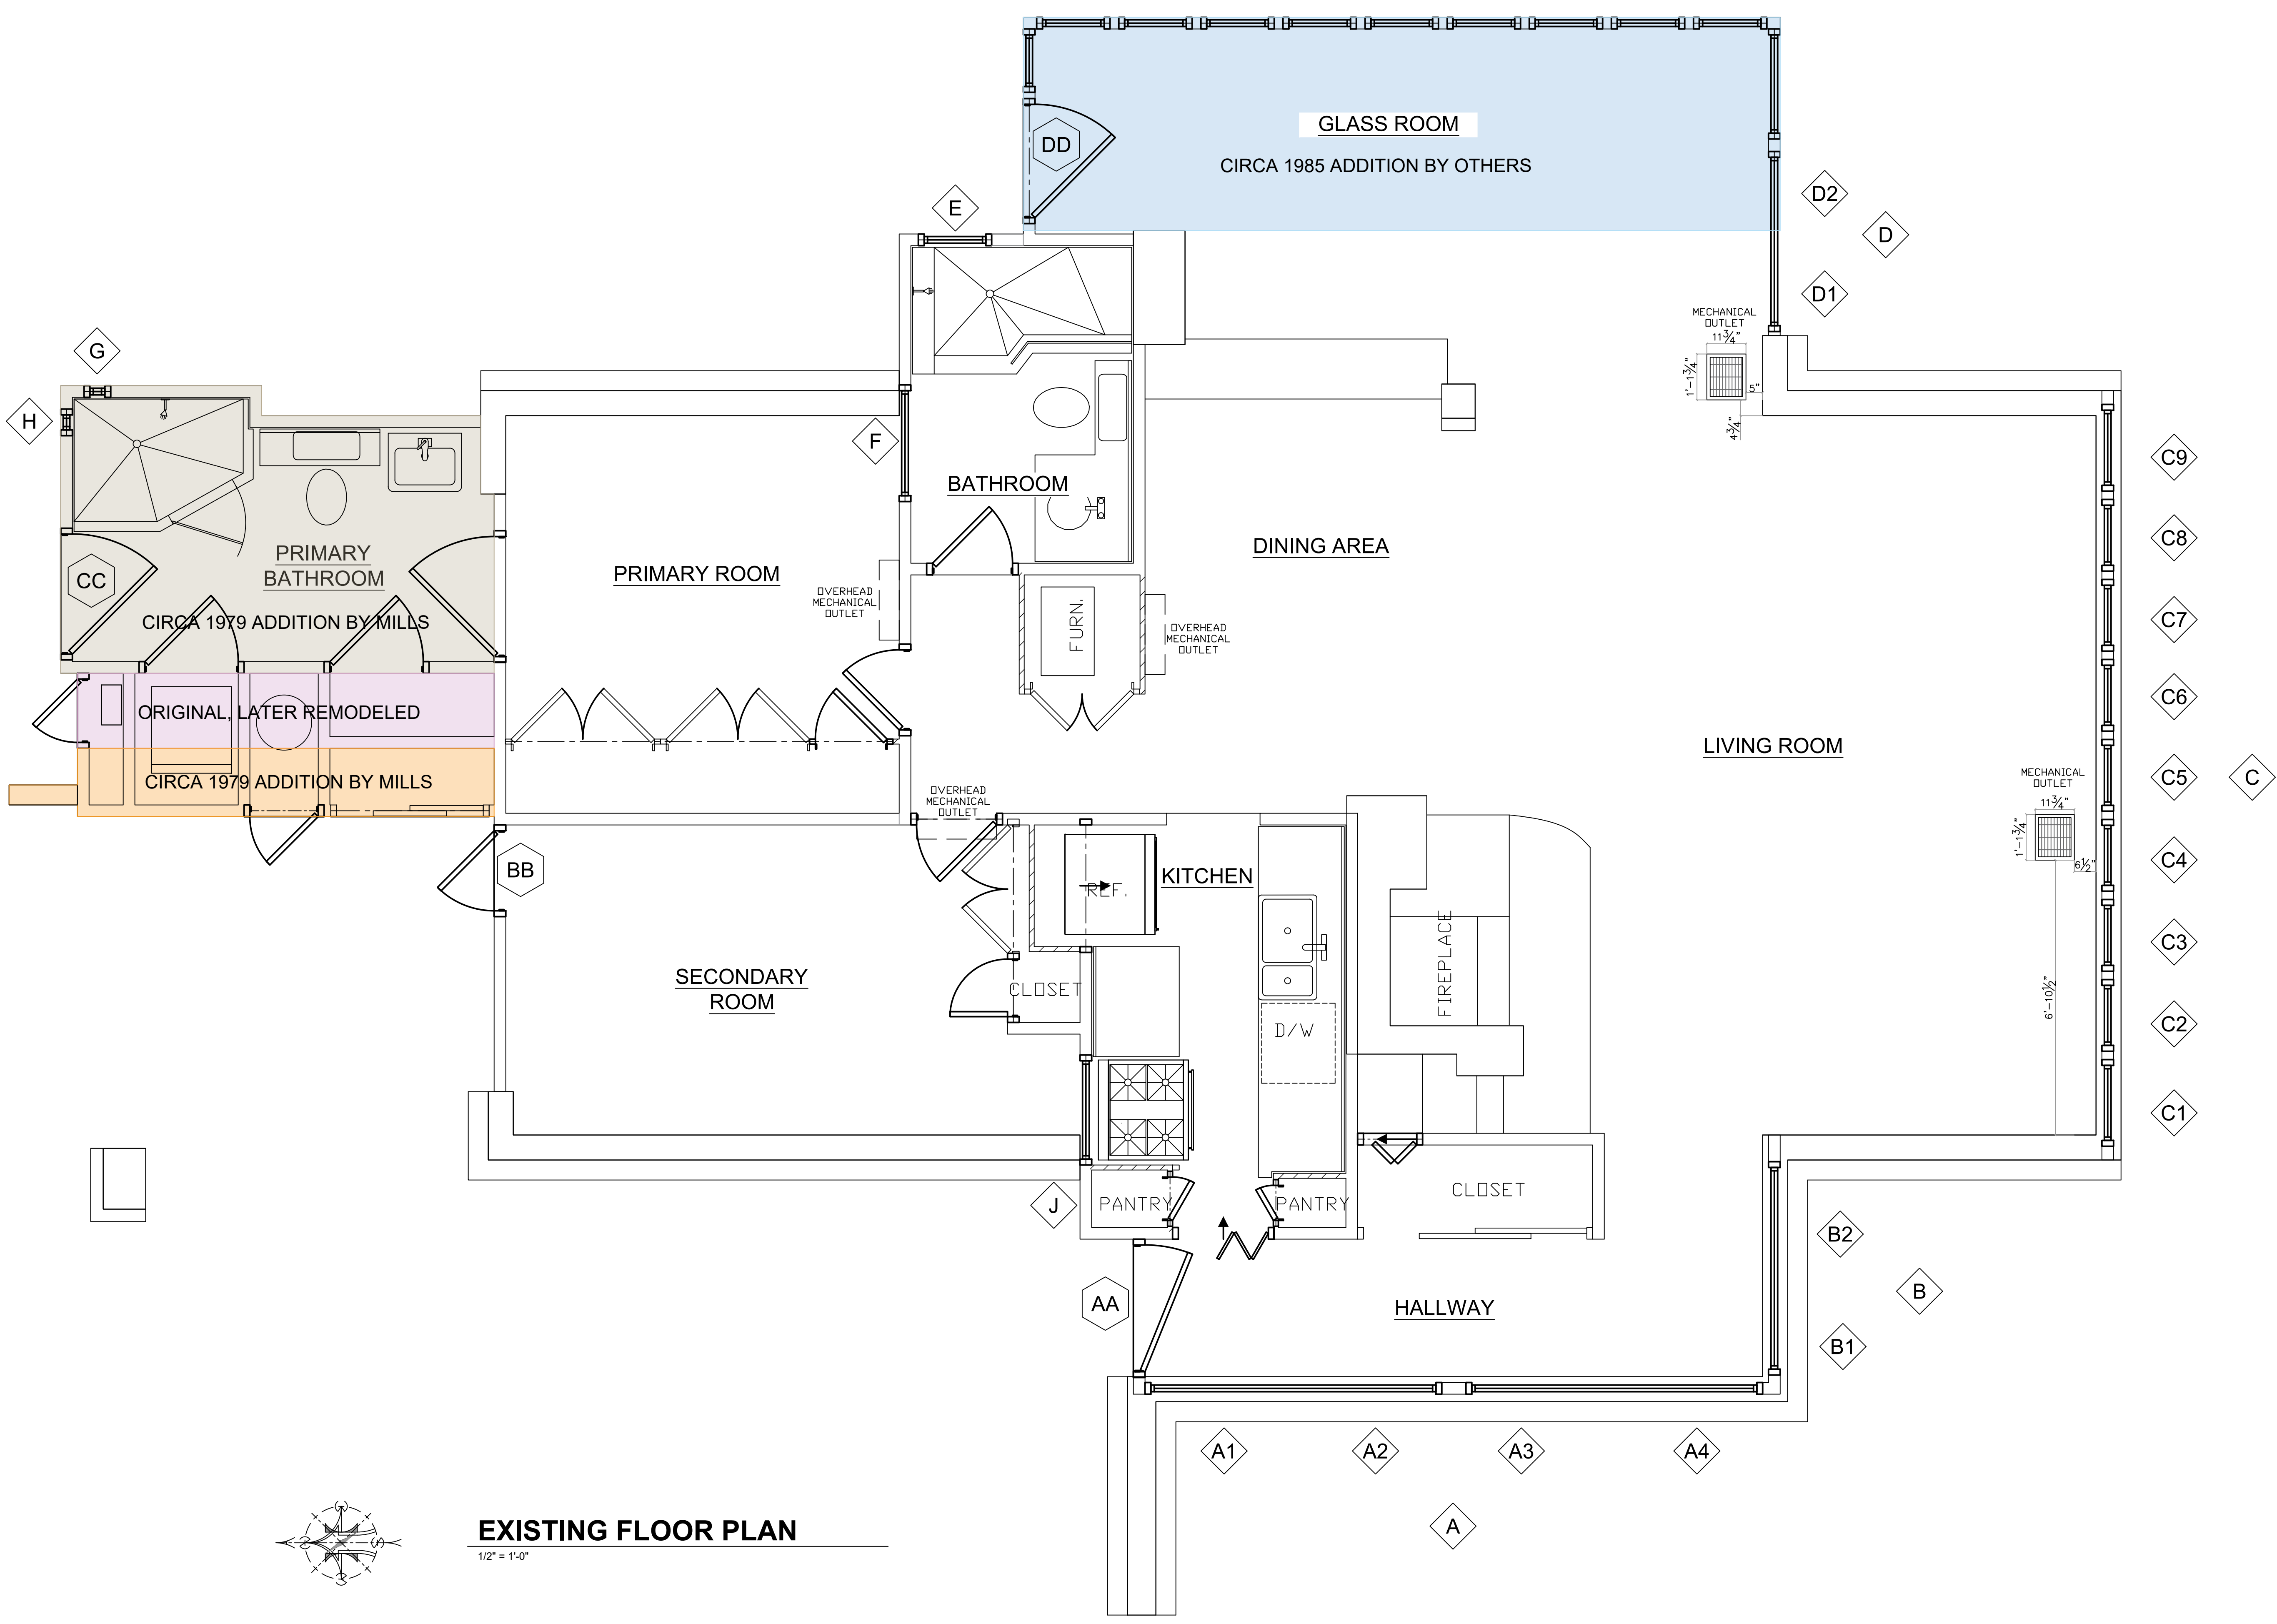 GLASS ROOM
CIRCA 1985 ADDITION BY OTHERS
DD
D2
D
D1
E
MECHANICAL
OUTLET
11¾"
1'-1¾"
5"
4¾"
G
H
F
PRIMARY
BATHROOM
CC
CIRCA 1979 ADDITION BY MILLS
PRIMARY ROOM
BATHROOM
DINING AREA
OVERHEAD
MECHANICAL
OUTLET
FURN.
OVERHEAD
MECHANICAL
OUTLET
C9
C8
C7
C6
C5
C4
C3
C2
C1
C
ORIGINAL, LATER REMODELED
CIRCA 1979 ADDITION BY MILLS
LIVING ROOM
MECHANICAL
OUTLET
11¾"
1'-1¾"
6½"
6'-10½"
OVERHEAD
MECHANICAL
OUTLET
BB
REF.
KITCHEN
SECONDARY
ROOM
CLOSET
D/W
FIREPLACE
J
PANTRY
PANTRY
CLOSET
AA
HALLWAY
B2
B
B1
A1
A2
A3
A4
A
EXISTING FLOOR PLAN
1/2" = 1'-0"